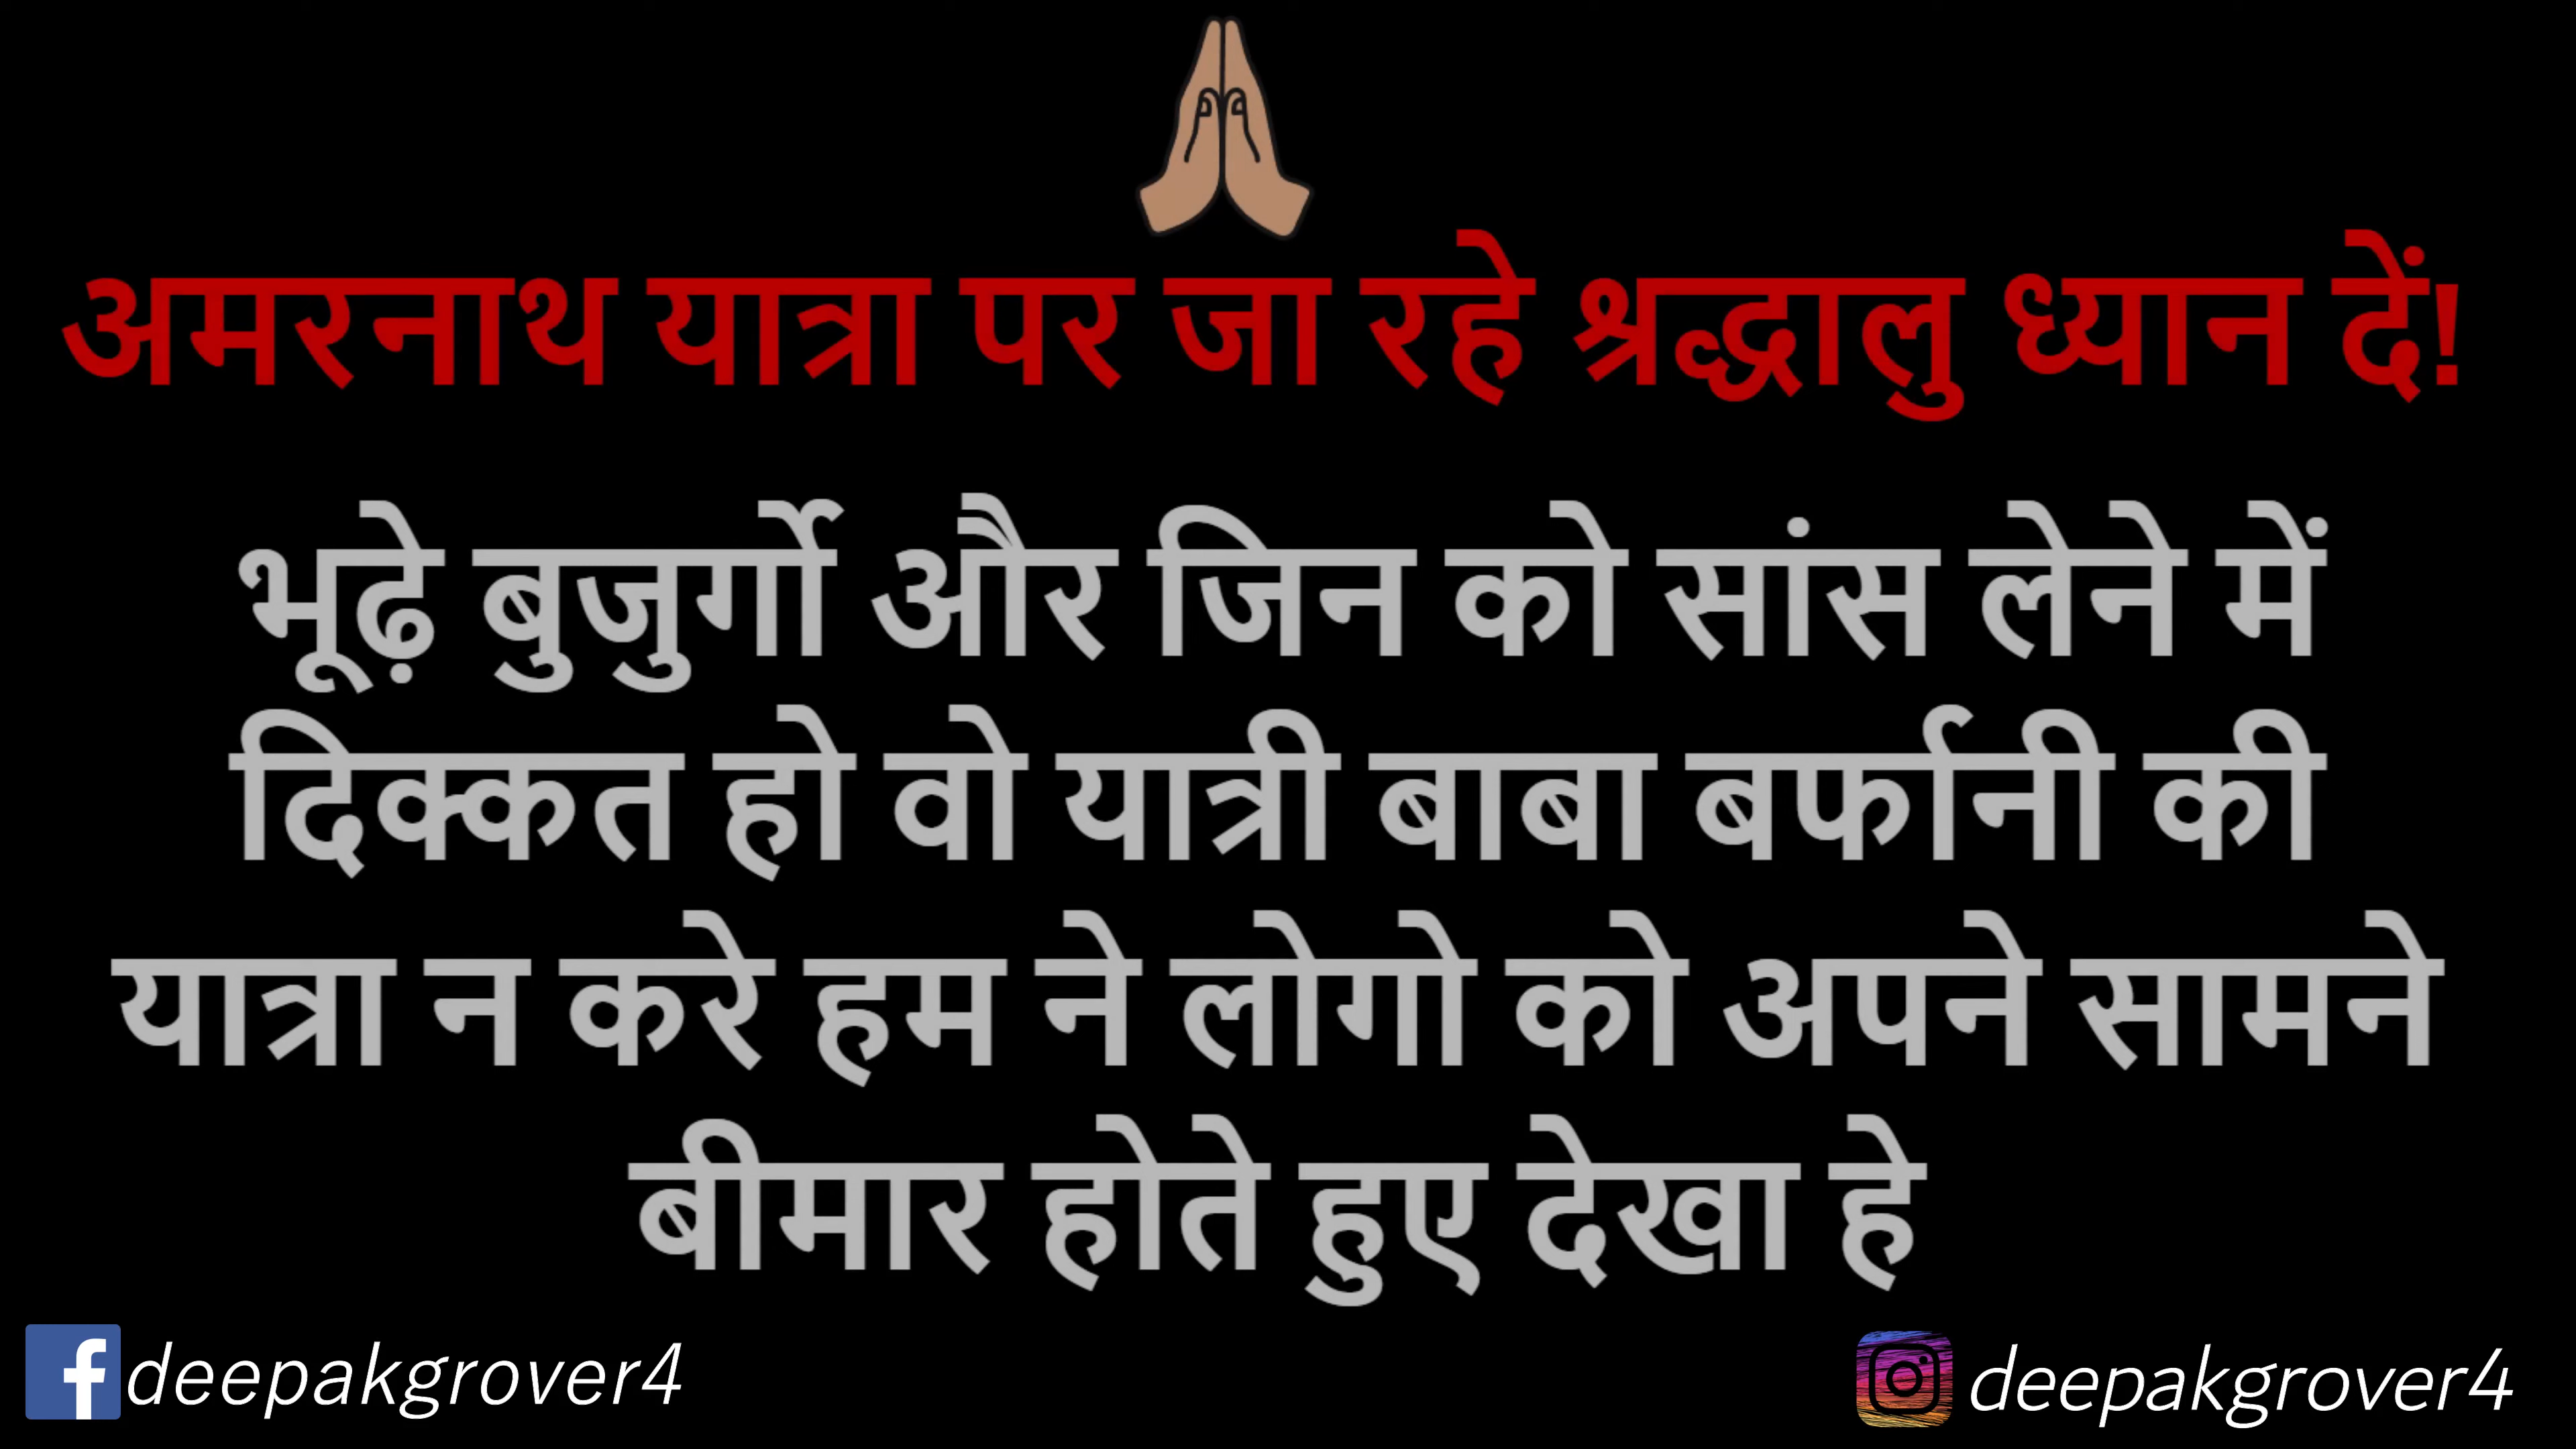 अमरनाथ यात्रा पर जा रहे श्रद्धालु ध्यान दें!
भूढ़े बुजुर्गो और जिन को सांस लेने में
दिक्कत हो वो यात्री बाबा बर्फानी की
यात्रा न करे हम ने लोगो को अपने सामने
बीमार होते हुए देखा हे
deepakgrover4
deepakgrover4